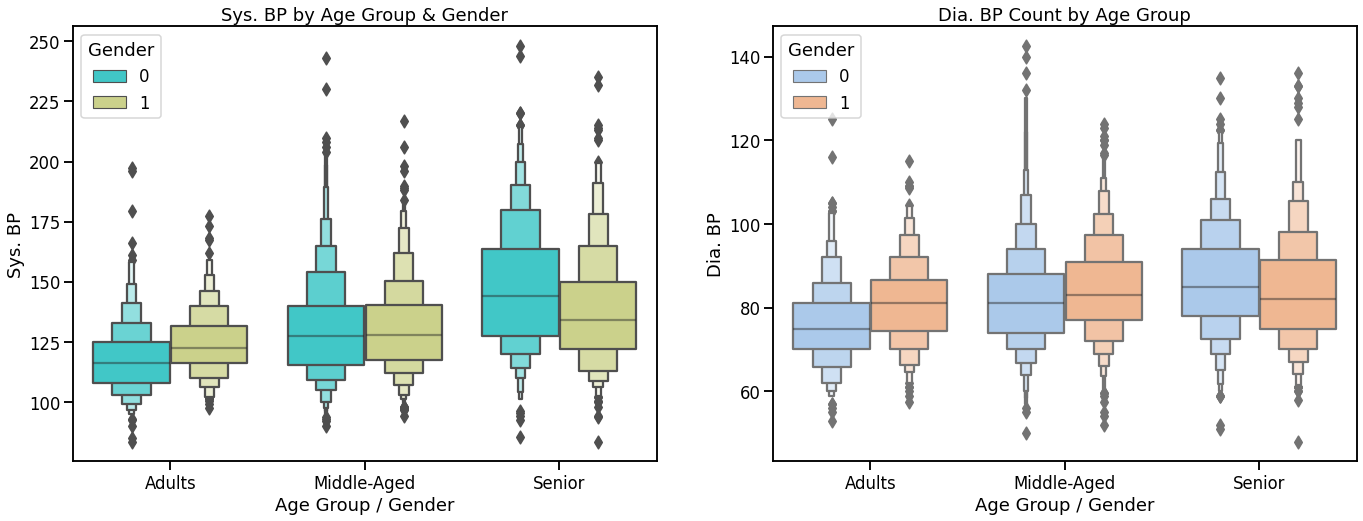 Sys. BP by Age Group & Gender
Sys. BP
250
225
200
175
150
125
100
Gender
0
1
Adults
Middle-Aged
Senior
Age Group / Gender
Dia. BP Count by Age Group
Dia. BP
140
120
100
80
60
Gender
0
1
Adults
Middle-Aged
Senior
Age Group / Gender